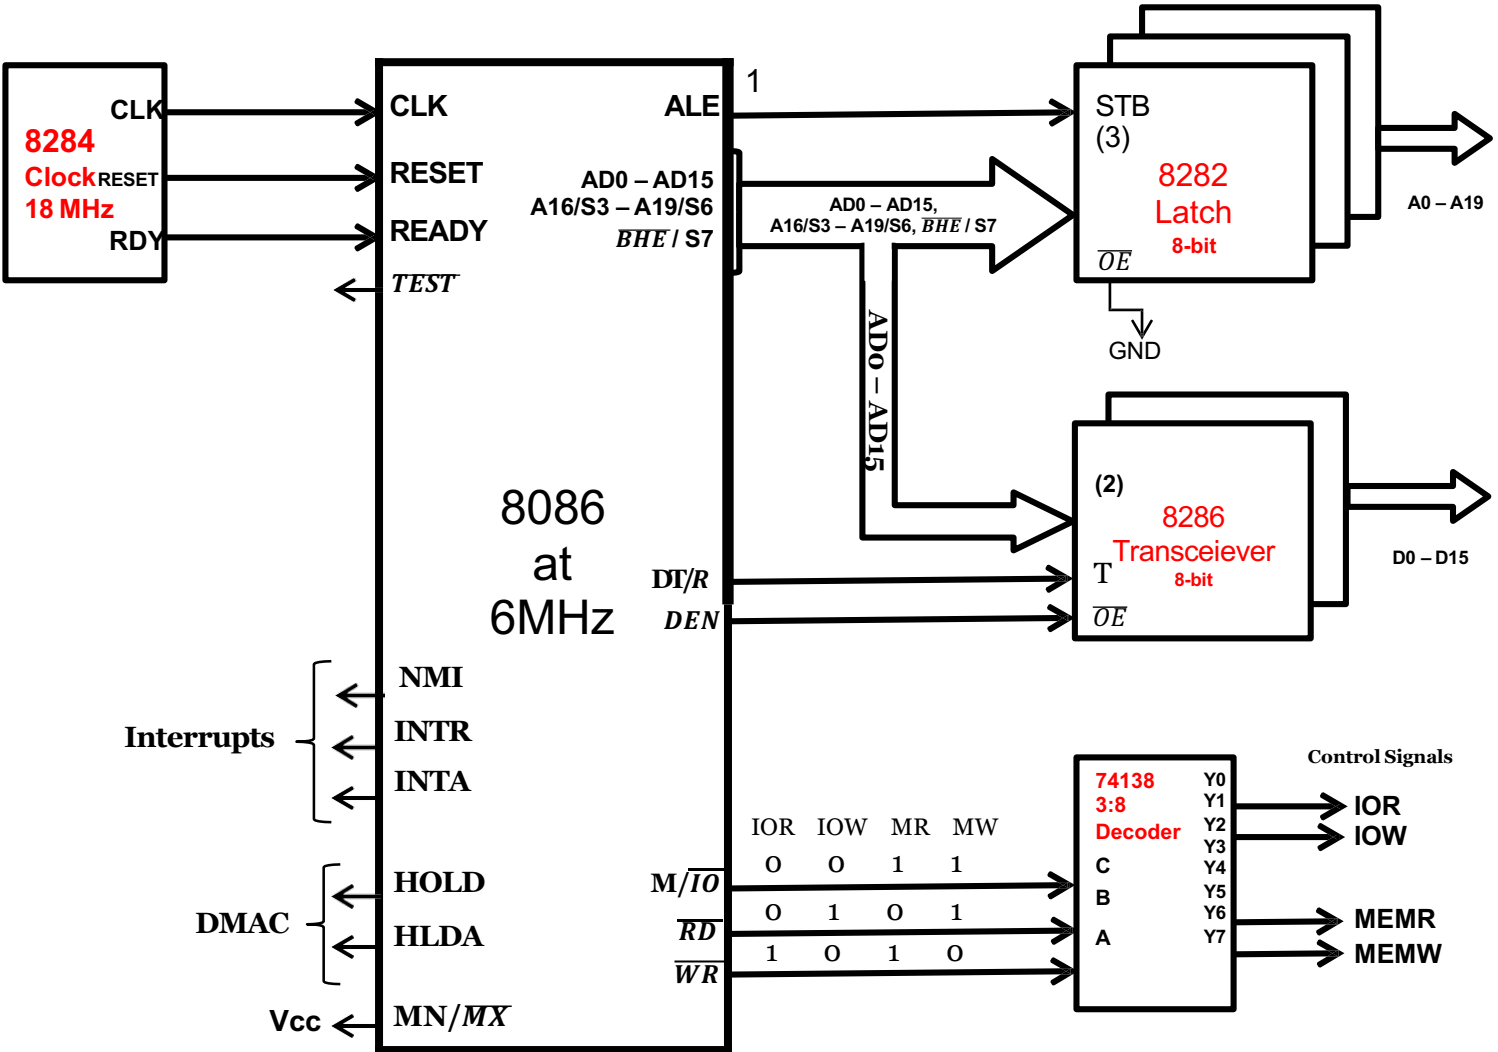 CLK
8284
Clock RESET
18 MHz
RDY
CLK
RESET
READY
TEST
8086
at
6MHz
ALE
1
AD0 – AD15
A16/S3 – A19/S6
BHE / S7
AD0 – AD15,
A16/S3 – A19/S6, BHE / S7
AD0 – AD15
STB
(3)
8282
Latch
8-bit
OE
GND
A0 – A19
(2)
8286
Transceiever
8-bit
T
OE
D0 – D15
DT/R
DEN
Interrupts
NMI
INTR
INTA
DMAC
HOLD
HLDA
Vcc
MN/MX
M/IO
RD
WR
IOR IOW MR MW
0 0 1 1
0 1 0 1
1 0 1 0
74138
3:8
Decoder
C
B
A
Y0
Y1
Y2
Y3
Y4
Y5
Y6
Y7
Control Signals
IOR
IOW
MEMR
MEMW